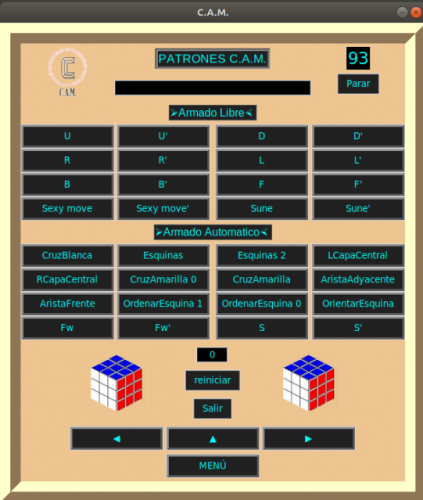 C.A.M.
C
C.A.M.
PATRONES C.A.M.
93
Parar
➢Armado Libre
U U' D D'
R R' L L'
B B' F F'
Sexy move Sexy move' Sune Sune'
➢Armado Automatico
CruzBlanca Esquinas Esquinas 2 LCapaCentral
RCapaCentral CruzAmarilla 0 CruzAmarilla AristaAdyacente
AristaFrente OrdenarEsquina 1 OrdenarEsquina 0 OrientarEsquina
Fw Fw' S S'
0
reiniciar
Salir
◀ ▲ ▶
MENÚ